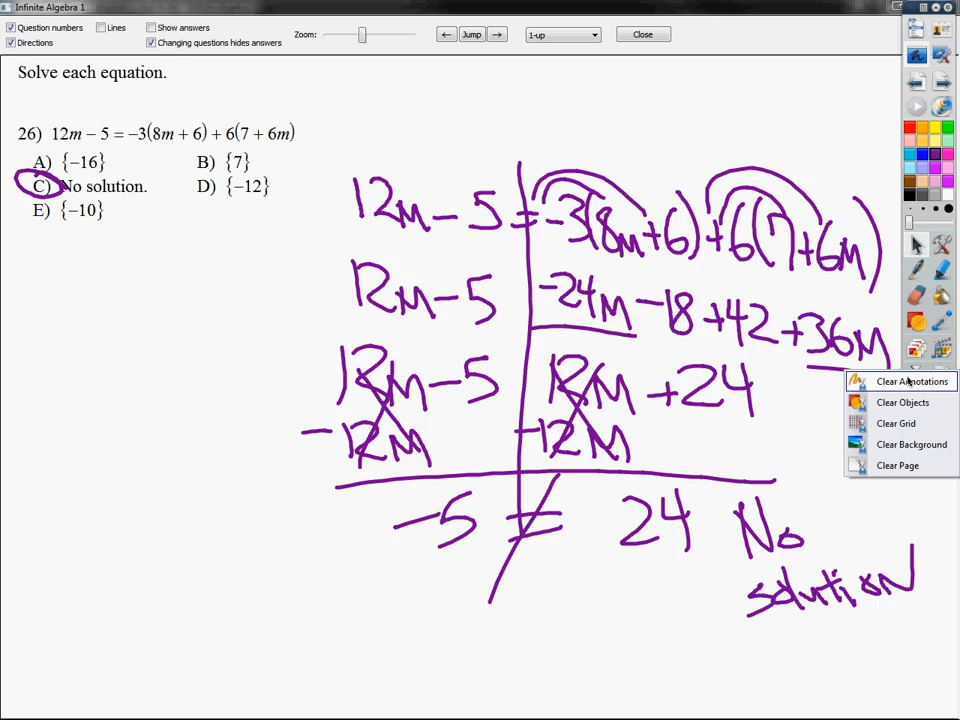 Infinite Algebra 1
Question numbers Lines Show answers
Directions Changing questions hides answers
Zoom: ← Jump → 1-up Close
Solve each equation.
26) 12m − 5 = −3(8m + 6) + 6(7 + 6m)
A) {−16} B) {7}
C) No solution. D) {−12}
E) {−10}
12M - 5 = -3(8M+6)+6(7+6M)
12M - 5 -24M -18 +42 +36M
12M - 5 12M +24
-12M -12M
-5 ≠ 24 No
solution
Clear Annotations
Clear Objects
Clear Grid
Clear Background
Clear Page